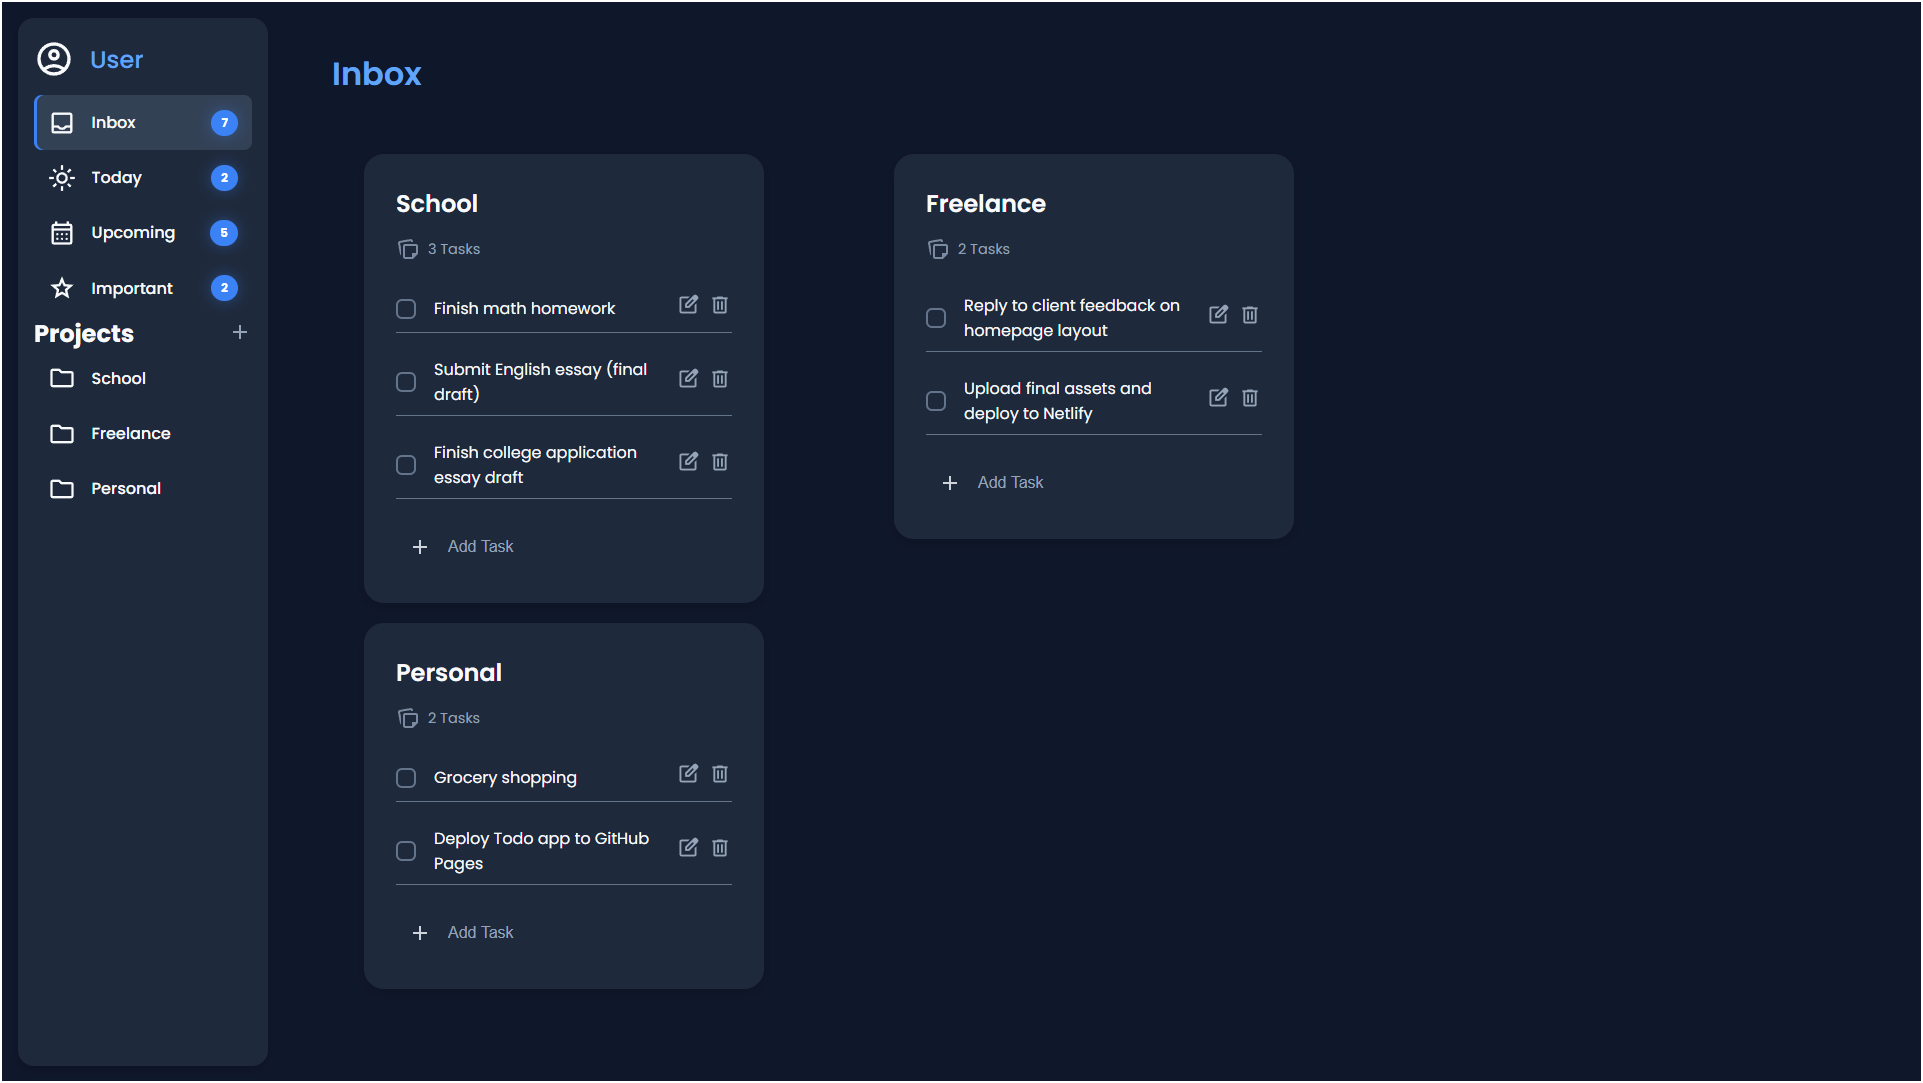 User
Inbox 7
Today 2
Upcoming 5
Important 2
Projects
School
Freelance
Personal
Inbox
School
3 Tasks
Finish math homework
Submit English essay (final
draft)
Finish college application
essay draft
Add Task
Freelance
2 Tasks
Reply to client feedback on
homepage layout
Upload final assets and
deploy to Netlify
Add Task
Personal
2 Tasks
Grocery shopping
Deploy Todo app to GitHub
Pages
Add Task